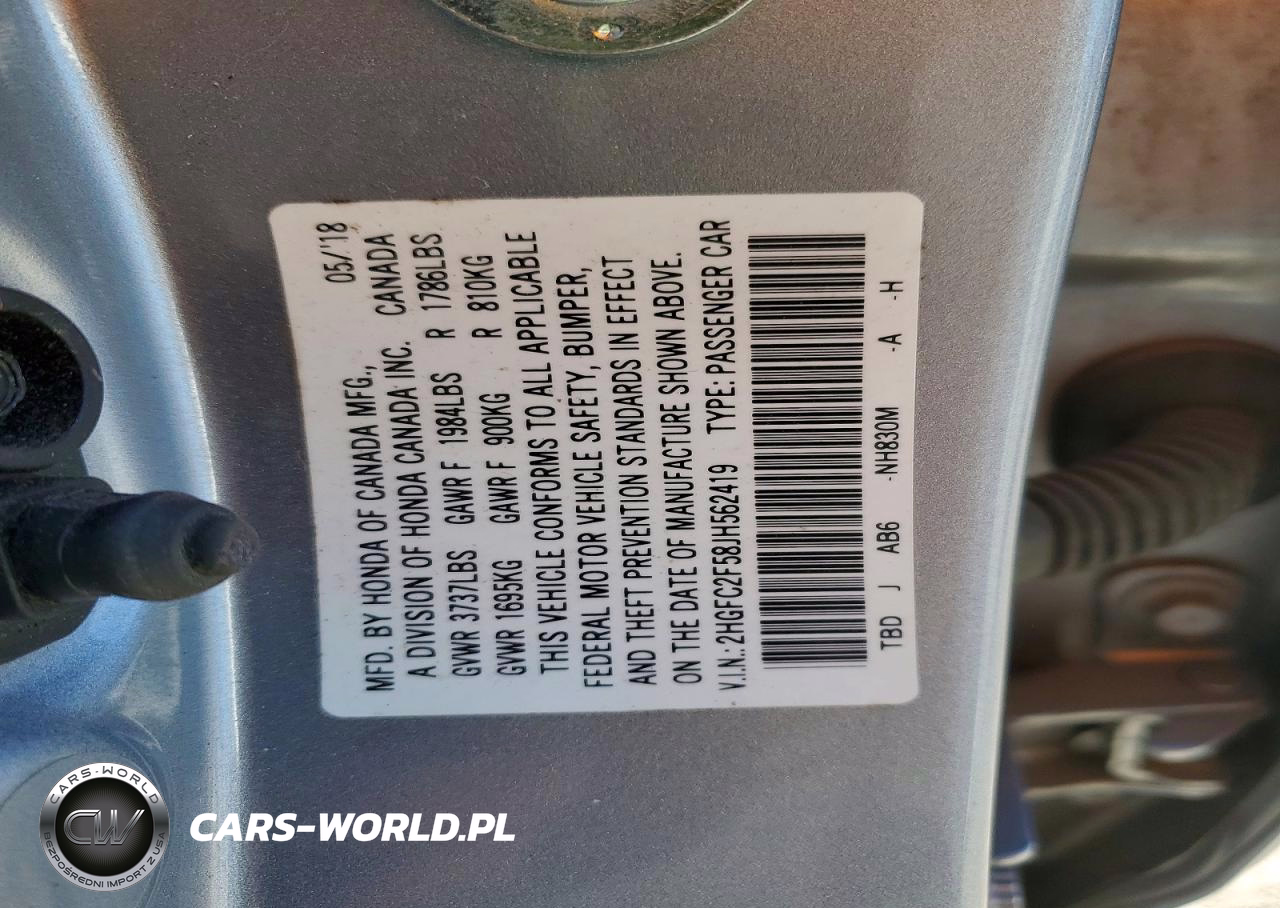 05/'18
MFD. BY HONDA OF CANADA MFG.,
A DIVISION OF HONDA CANADA INC. CANADA
GVWR 3737LBS GAWR F 1984LBS R 1786LBS
GVWR 1695KG GAWR F 900KG R 810KG
THIS VEHICLE CONFORMS TO ALL APPLICABLE
FEDERAL MOTOR VEHICLE SAFETY, BUMPER,
AND THEFT PREVENTION STANDARDS IN EFFECT
ON THE DATE OF MANUFACTURE SHOWN ABOVE.
V.I.N.: 2HGFC2F58JH562419 TYPE: PASSENGER CAR
TBD J AB6 -NH830M -A -H
CARS-WORLD
CW
BEZPOŚREDNI IMPORT Z USA
CARS-WORLD.PL